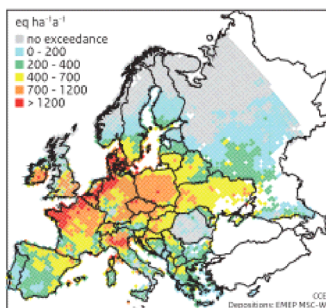 eq ha⁻¹a⁻¹
no exceedance
0 - 200
200 - 400
400 - 700
700 - 1200
> 1200
CCE
Depositions: EMEP MSC-W